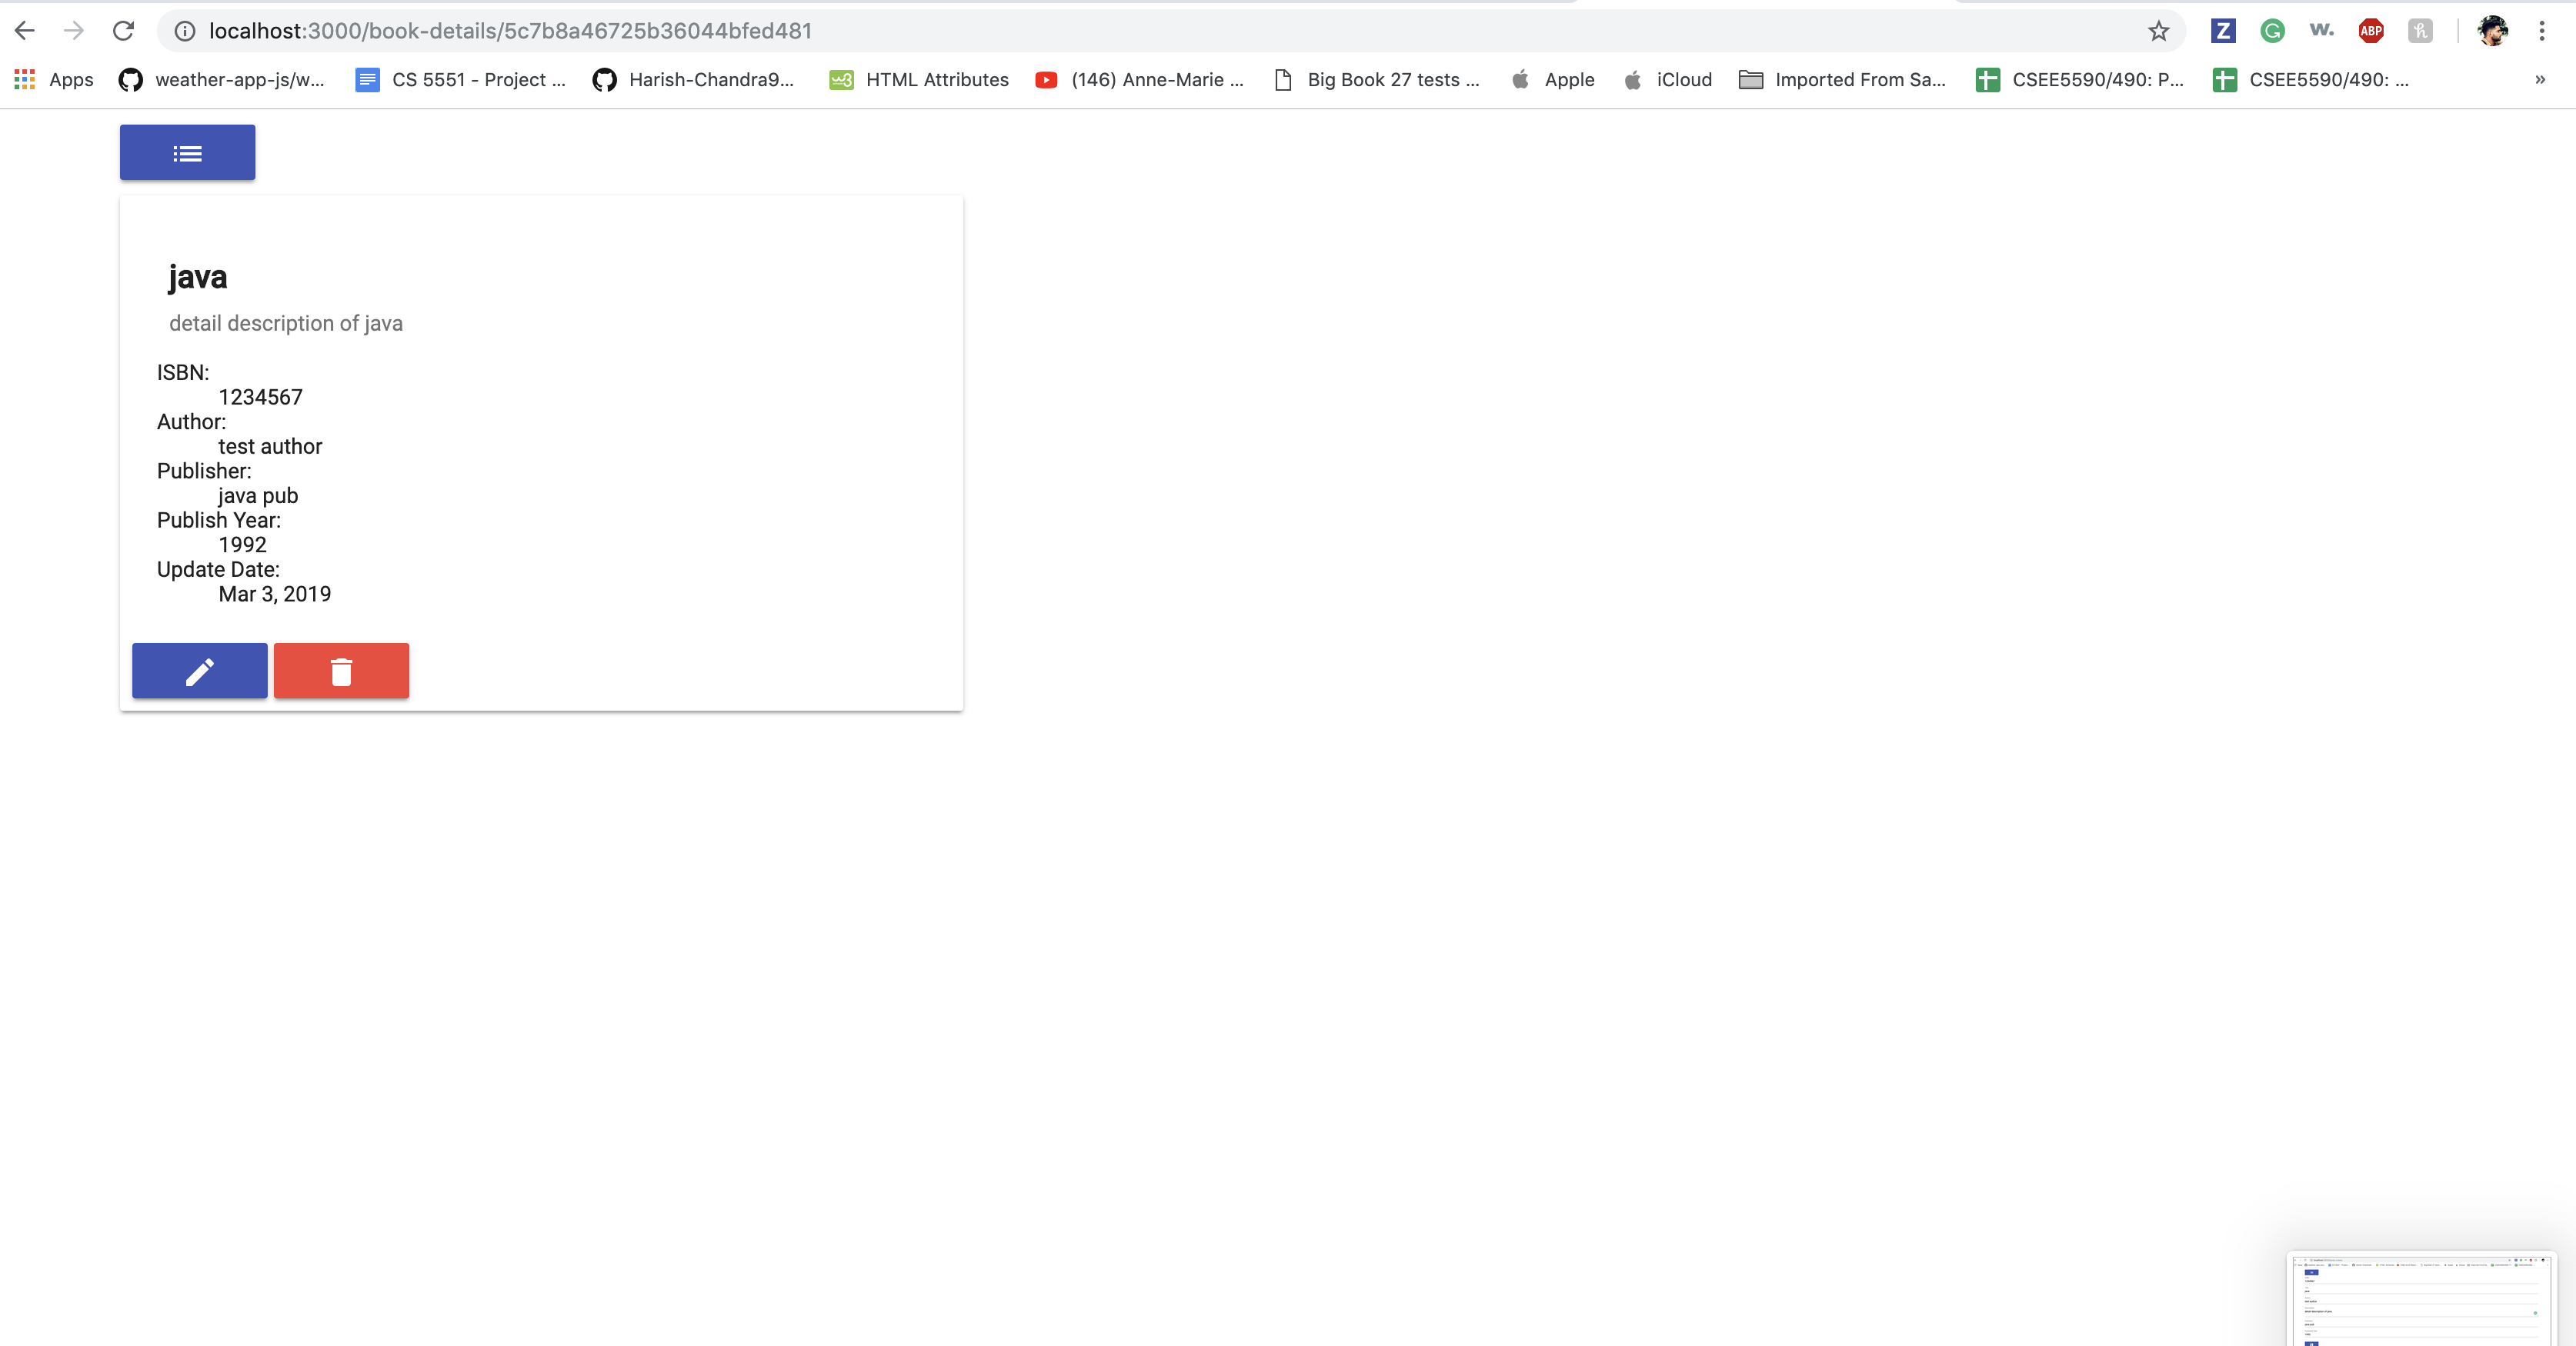 localhost:3000/book-details/5c7b8a46725b36044bfed481
Z G w. ABP h
Apps weather-app-js/w... CS 5551 - Project ... Harish-Chandra9... w3 HTML Attributes (146) Anne-Marie ... Big Book 27 tests ... Apple iCloud Imported From Sa... CSEE5590/490: P... CSEE5590/490: ... »
java
detail description of java
ISBN:
1234567
Author:
test author
Publisher:
java pub
Publish Year:
1992
Update Date:
Mar 3, 2019